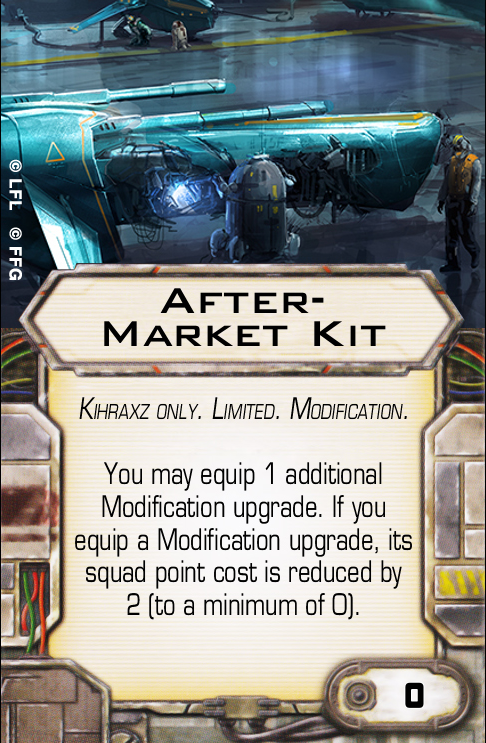 © LFL © FFG
After-
Market Kit
Kihraxz only. Limited. Modification.
You may equip 1 additional
Modification upgrade. If you
equip a Modification upgrade, its
squad point cost is reduced by
2 (to a minimum of 0).
0